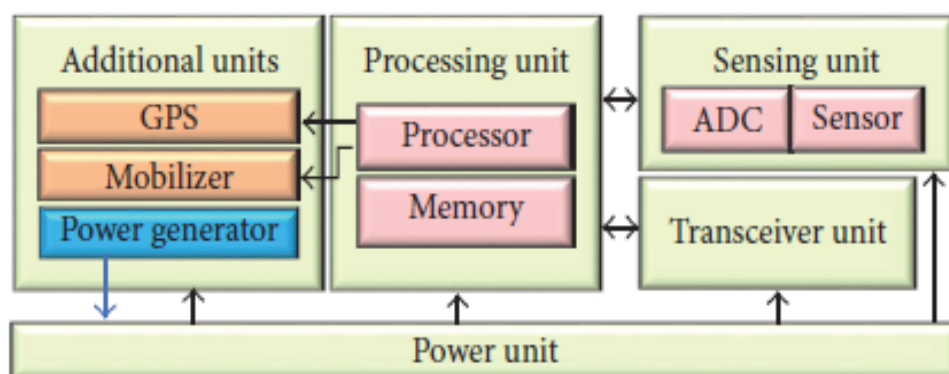 Additional units
GPS
Mobilizer
Power generator
Processing unit
Processor
Memory
Sensing unit
ADC
Sensor
Transceiver unit
Power unit